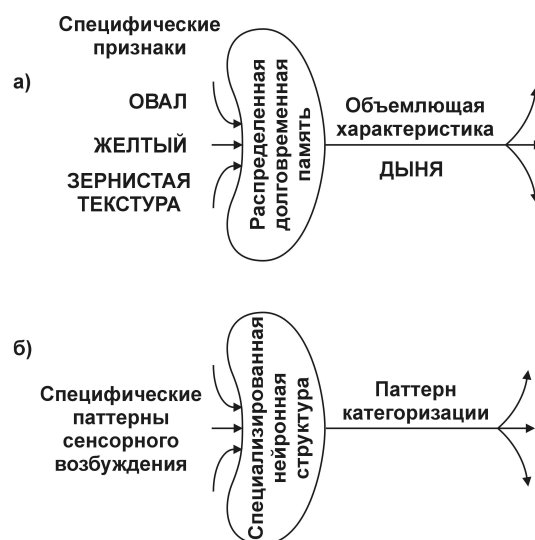 Специфические
признаки
а)
ОВАЛ
ЖЕЛТЫЙ
ЗЕРНИСТАЯ
ТЕКСТУРА
Распределенная
долговременная
память
Объемлющая
характеристика
ДЫНЯ
б)
Специфические
паттерны
сенсорного
возбуждения
Специализированная
нейронная
структура
Паттерн
категоризации